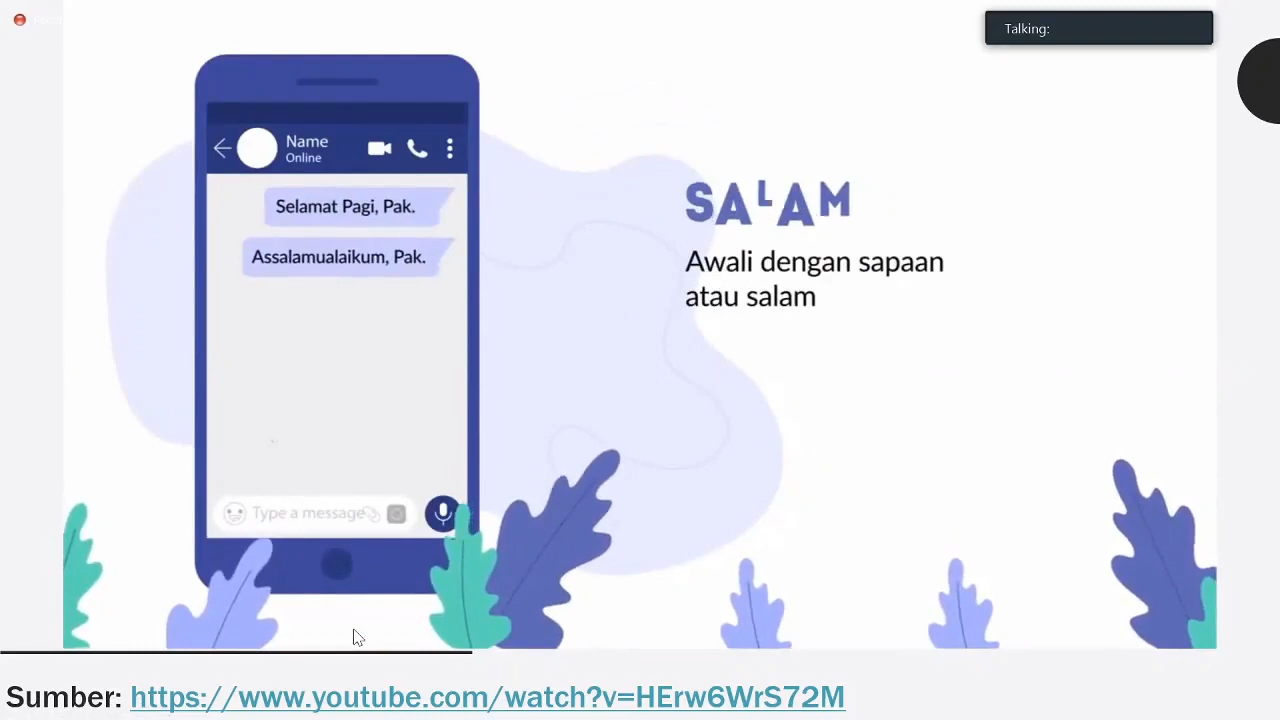 Talking:
Name
Online
Selamat Pagi, Pak.
Assalamualaikum, Pak.
Type a message
SALAM
Awali dengan sapaan
atau salam
Sumber: https://www.youtube.com/watch?v=HErw6WrS72M